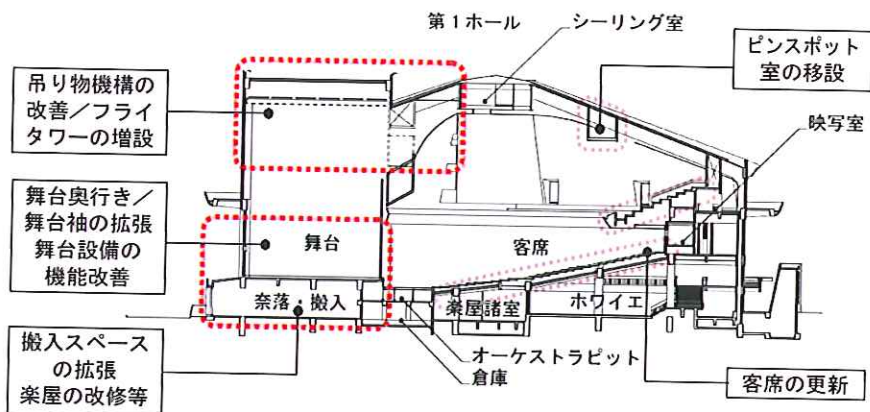 第1ホール
シーリング室
ピンスポット
室の移設
吊り物機構の
改善/フライ
タワーの増設
映写室
舞台奥行き/
舞台袖の拡張
舞台設備の
機能改善
舞台
客席
奈落・搬入
楽屋諸室
ホワイエ
オーケストラピット
倉庫
搬入スペース
の拡張
楽屋の改修等
客席の更新